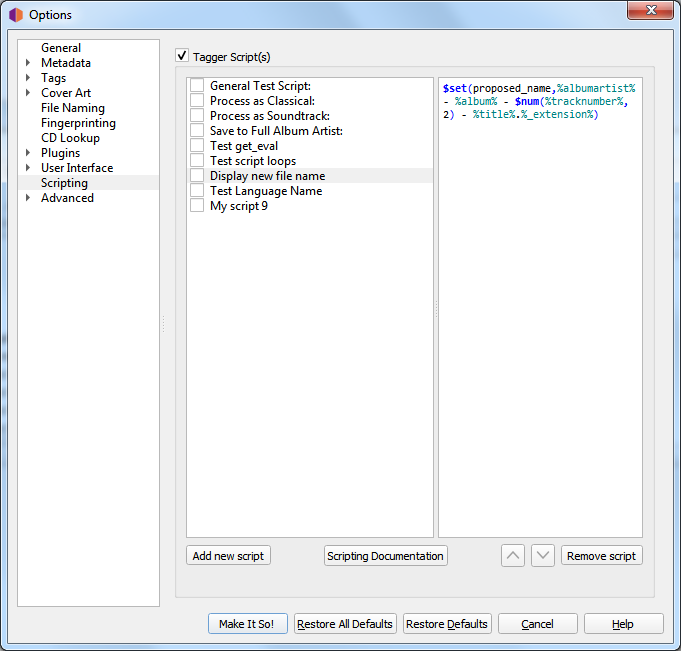 Options
General
Metadata
Tags
Cover Art
File Naming
Fingerprinting
CD Lookup
Plugins
User Interface
Scripting
Advanced
Tagger Script(s)
General Test Script:
Process as Classical:
Process as Soundtrack:
Save to Full Album Artist:
Test get_eval
Test script loops
Display new file name
Test Language Name
My script 9
$set(proposed_name,%albumartist%
- %album% - $num(%tracknumber%,
2) - %title%.%_extension%)
Add new script
Scripting Documentation
Remove script
Make It So!
Restore All Defaults
Restore Defaults
Cancel
Help